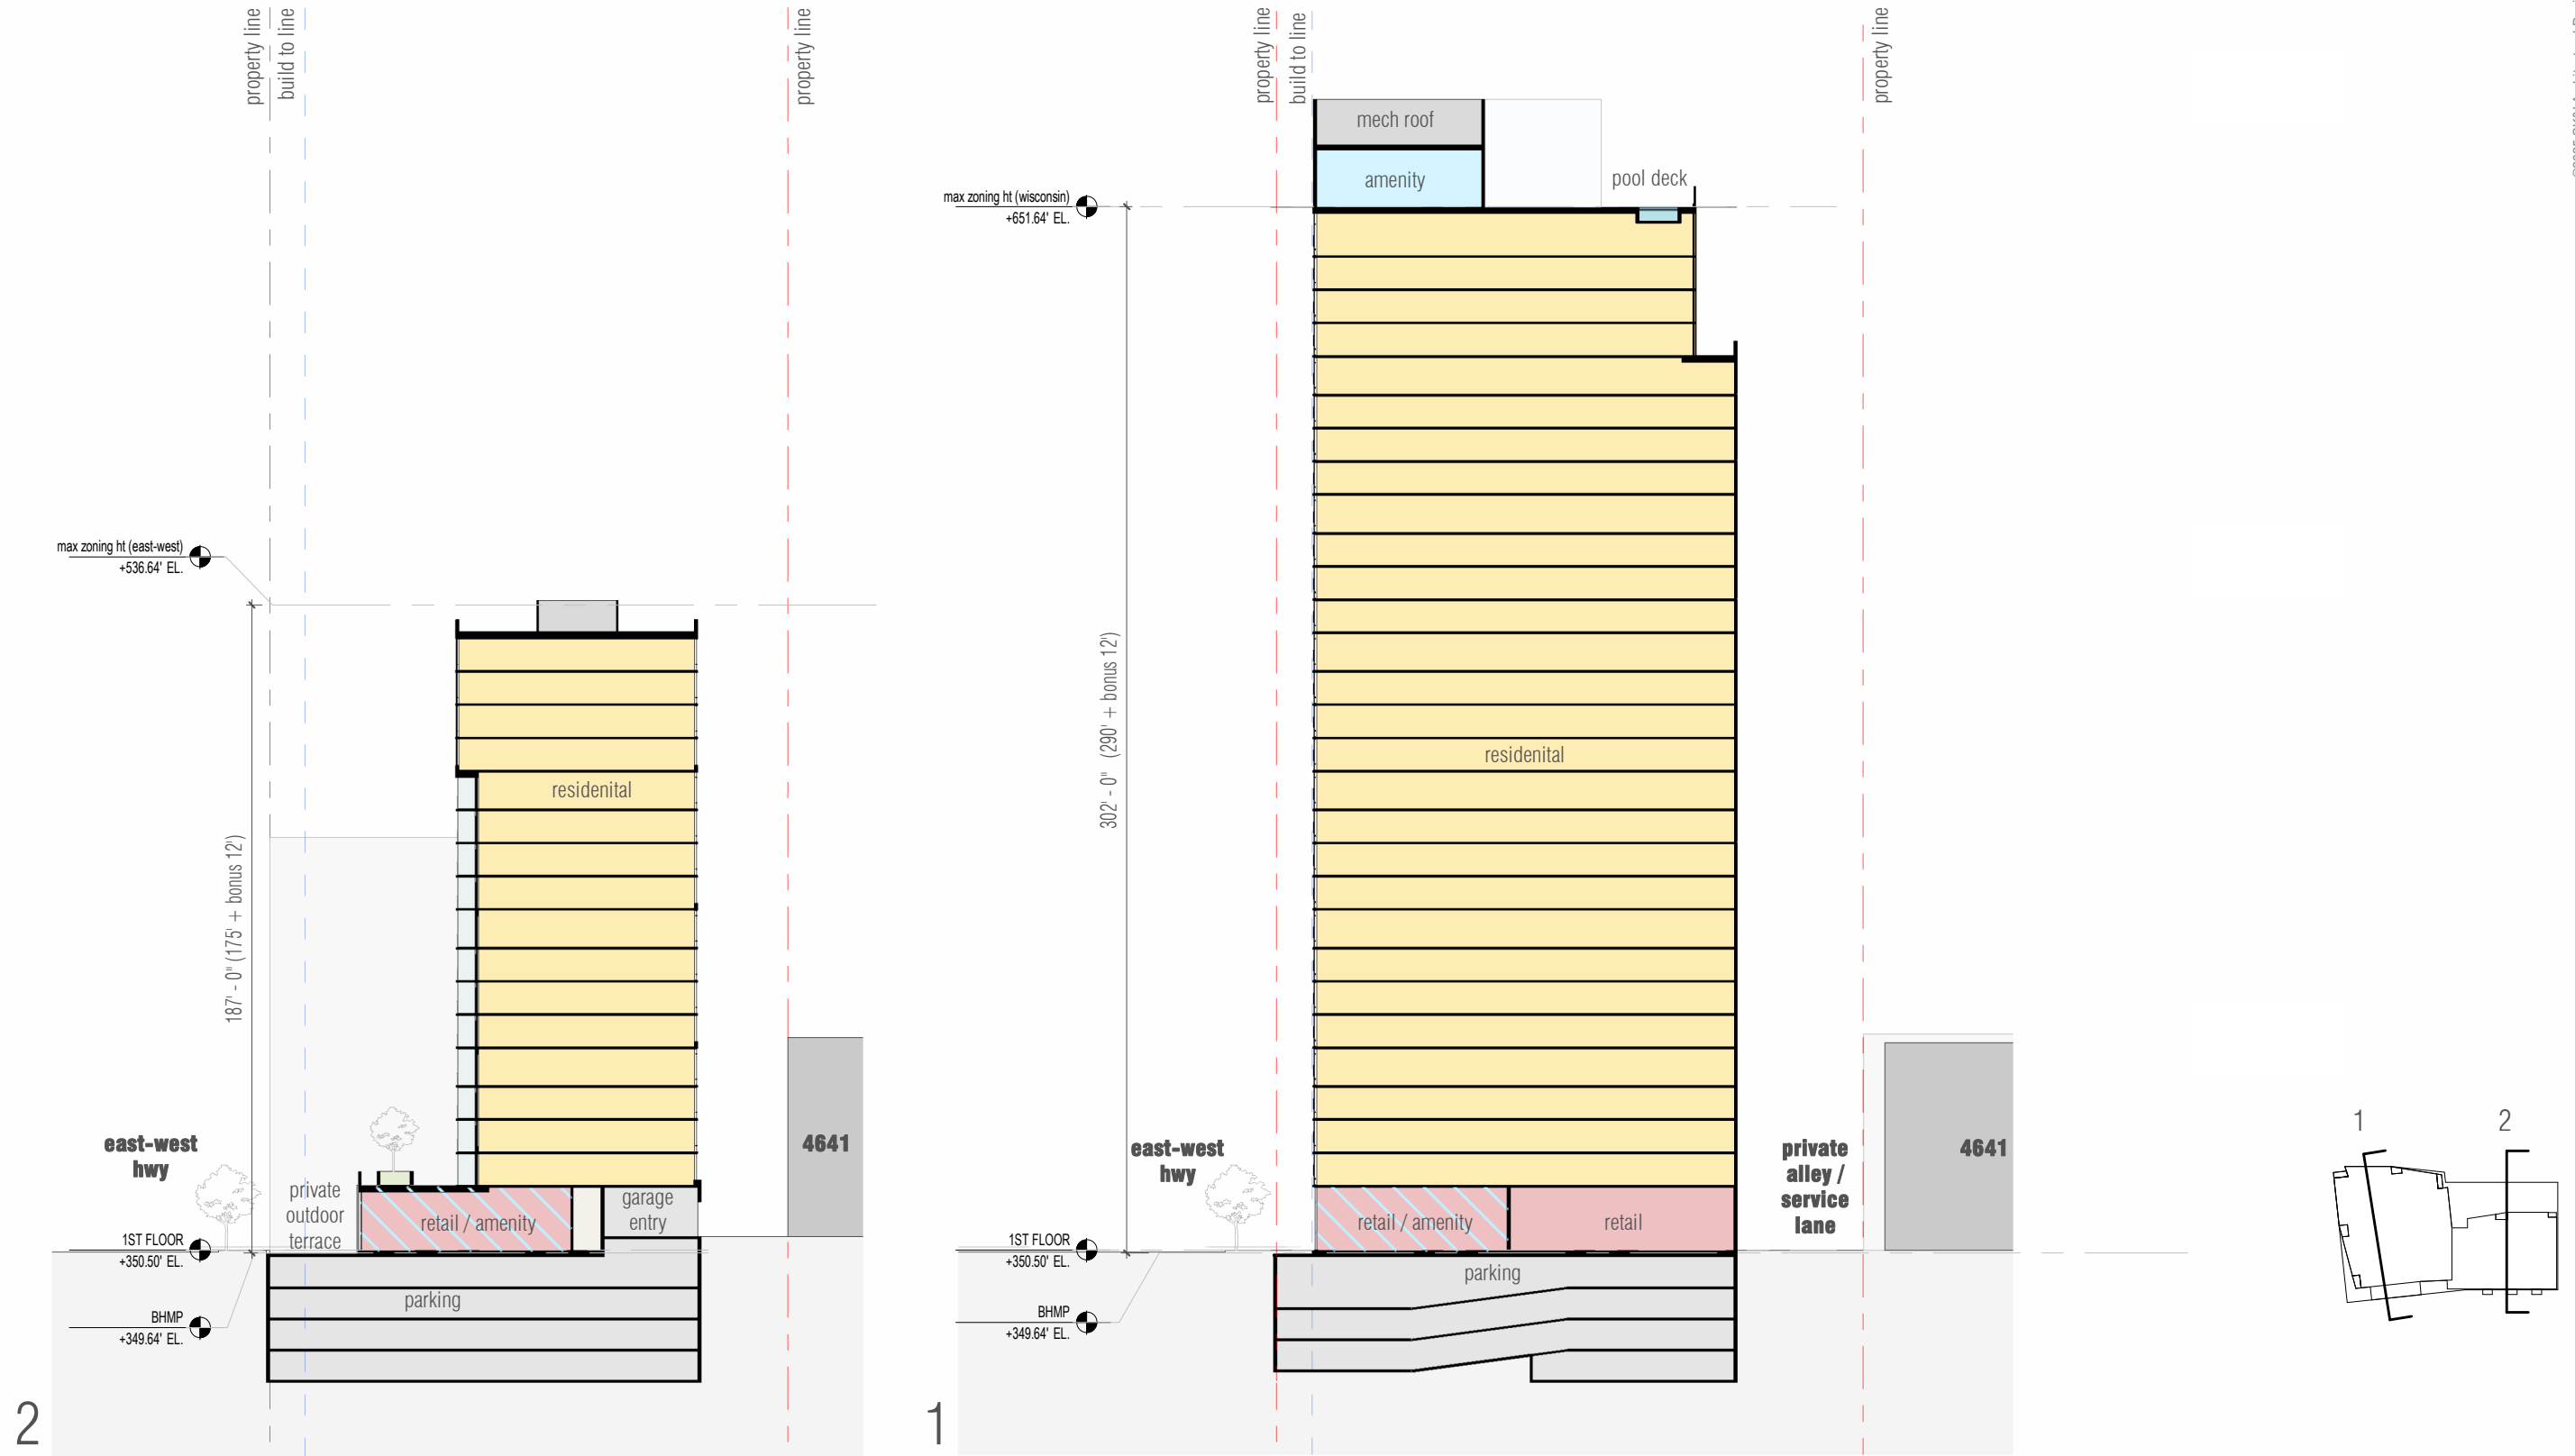 property line
build to line
property line
max zoning ht (east-west)
+536.64' EL.
187' - 0" (175' + bonus 12')
residenital
east-west
hwy
4641
private
outdoor
terrace
retail / amenity
garage
entry
1ST FLOOR
+350.50' EL.
parking
BHMP
+349.64' EL.
2
property line
build to line
property line
mech roof
amenity
pool deck
max zoning ht (wisconsin)
+651.64' EL.
302' - 0" (290' + bonus 12')
residenital
east-west
hwy
private
alley /
service
lane
4641
retail / amenity
retail
1ST FLOOR
+350.50' EL.
parking
BHMP
+349.64' EL.
1
1
2